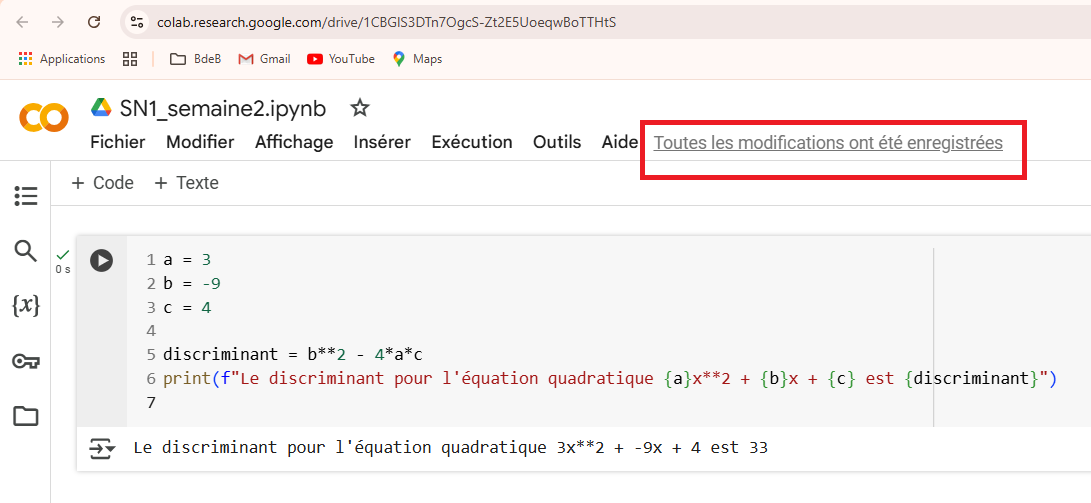 colab.research.google.com/drive/1CBGlS3DTn7OgcS-Zt2E5UoeqwBoTTHtS
Applications BdeB Gmail YouTube Maps
SN1_semaine2.ipynb
Fichier Modifier Affichage Insérer Exécution Outils Aide Toutes les modifications ont été enregistrées
+ Code + Texte
1 a = 3
0 s
2 b = -9
3 c = 4
4
5 discriminant = b**2 - 4*a*c
6 print(f"Le discriminant pour l'équation quadratique {a}x**2 + {b}x + {c} est {discriminant}")
7
Le discriminant pour l'équation quadratique 3x**2 + -9x + 4 est 33